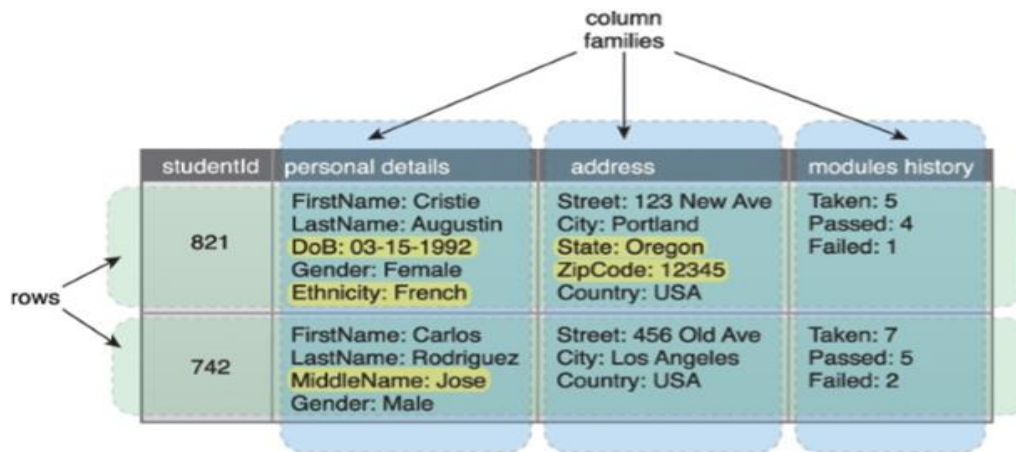 column
families
studentId personal details address modules history
821
FirstName: Cristie
LastName: Augustin
DoB: 03-15-1992
Gender: Female
Ethnicity: French
Street: 123 New Ave
City: Portland
State: Oregon
ZipCode: 12345
Country: USA
Taken: 5
Passed: 4
Failed: 1
rows
742
FirstName: Carlos
LastName: Rodriguez
MiddleName: Jose
Gender: Male
Street: 456 Old Ave
City: Los Angeles
Country: USA
Taken: 7
Passed: 5
Failed: 2